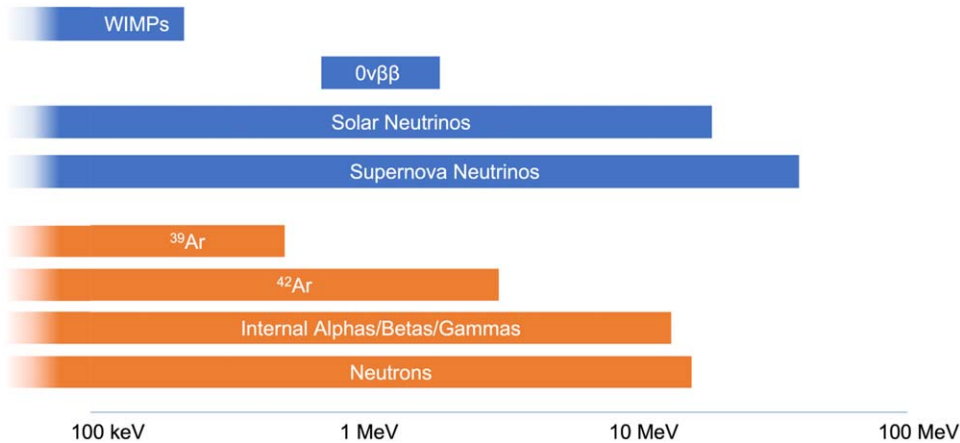 WIMPs
0νββ
Solar Neutrinos
Supernova Neutrinos
³⁹Ar
⁴²Ar
Internal Alphas/Betas/Gammas
Neutrons
100 keV 1 MeV 10 MeV 100 MeV